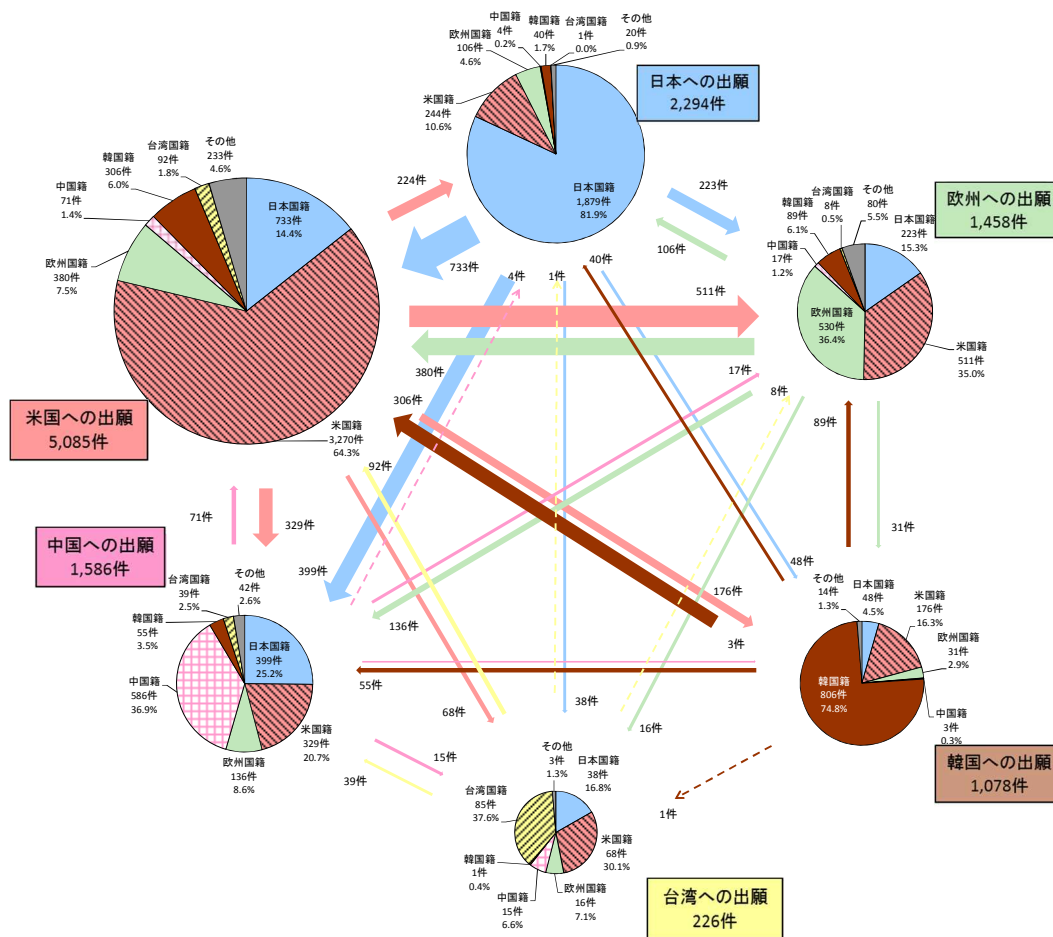 中国籍
4件
0.2%
韓国籍
40件
1.7%
台湾国籍
1件
0.0%
その他
20件
0.9%
欧州国籍
106件
4.6%
米国籍
244件
10.6%
日本国籍
1,879件
81.9%
日本への出願
2,294件
台湾国籍
92件
1.8%
その他
233件
4.6%
韓国籍
306件
6.0%
中国籍
71件
1.4%
欧州国籍
380件
7.5%
日本国籍
733件
14.4%
米国籍
3,270件
64.3%
米国への出願
5,085件
224件
733件
223件
106件
欧州への出願
1,458件
台湾国籍
8件
0.5%
その他
80件
5.5%
韓国籍
89件
6.1%
日本国籍
223件
15.3%
中国籍
17件
1.2%
欧州国籍
530件
36.4%
米国籍
511件
35.0%
4件
1件
40件
511件
380件
17件
8件
306件
92件
89件
31件
71件
329件
399件
136件
176件
48件
3件
55件
68件
38件
16件
15件
39件
1件
中国への出願
1,586件
台湾国籍
39件
2.5%
その他
42件
2.6%
韓国籍
55件
3.5%
日本国籍
399件
25.2%
中国籍
586件
36.9%
米国籍
329件
20.7%
欧州国籍
136件
8.6%
その他
14件
1.3%
日本国籍
48件
4.5%
米国籍
176件
16.3%
欧州国籍
31件
2.9%
韓国籍
806件
74.8%
中国籍
3件
0.3%
韓国への出願
1,078件
その他
3件
1.3%
日本国籍
38件
16.8%
台湾国籍
85件
37.6%
米国籍
68件
30.1%
韓国籍
1件
0.4%
中国籍
15件
6.6%
欧州国籍
16件
7.1%
台湾への出願
226件